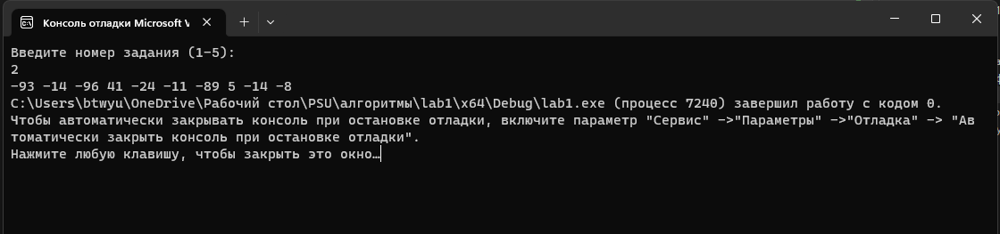 Консоль отладки Microsoft V
Введите номер задания (1-5):
2
-93 -14 -96 41 -24 -11 -89 5 -14 -8
C:\Users\btwyu\OneDrive\Рабочий стол\PSU\алгоритмы\lab1\x64\Debug\lab1.exe (процесс 7240) завершил работу с кодом 0.
Чтобы автоматически закрывать консоль при остановке отладки, включите параметр "Сервис" ->"Параметры" ->"Отладка" -> "Ав
томатически закрыть консоль при остановке отладки".
Нажмите любую клавишу, чтобы закрыть это окно…